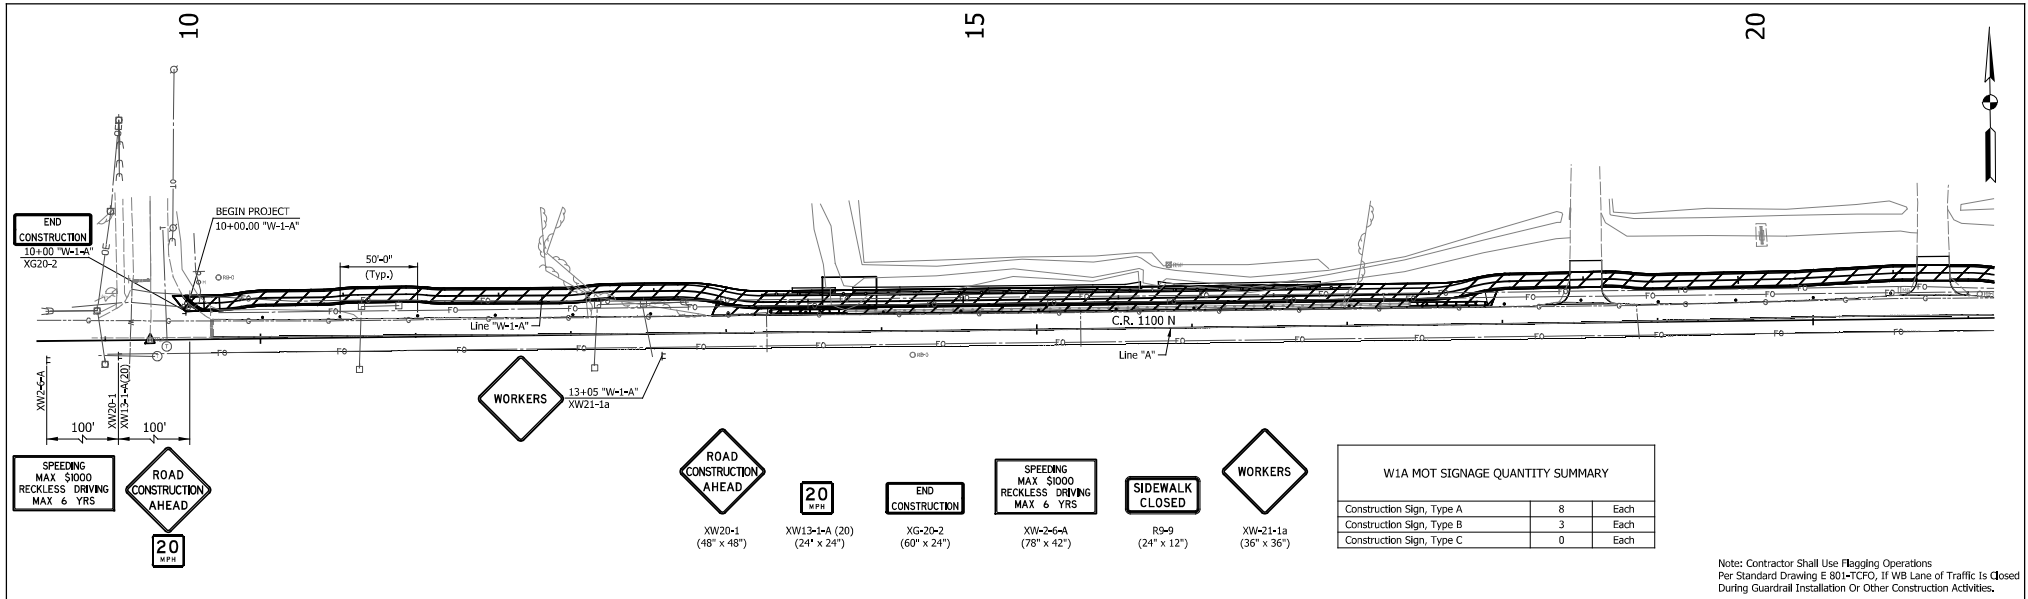 10
15
20
END
CONSTRUCTION
10+00 "W-1-A"
XG20-2
BEGIN PROJECT
10+00.00 "W-1-A"
50'-0"
(Typ.)
Line "W-1-A"
C.R. 1100 N
Line "A"
XW2-6-A
XW20-1
XW13-1-A(20)
100'
100'
WORKERS
13+05 "W-1-A"
XW21-1a
SPEEDING
MAX $1000
RECKLESS DRIVING
MAX 6 YRS
ROAD
CONSTRUCTION
AHEAD
20
MPH
ROAD
CONSTRUCTION
AHEAD
XW20-1
(48" x 48")
20
MPH
XW13-1-A (20)
(24" x 24")
END
CONSTRUCTION
XG-20-2
(60" x 24")
SPEEDING
MAX $1000
RECKLESS DRIVING
MAX 6 YRS
XW-2-6-A
(78" x 42")
SIDEWALK
CLOSED
R9-9
(24" x 12")
WORKERS
XW-21-1a
(36" x 36")
W1A MOT SIGNAGE QUANTITY SUMMARY
Construction Sign, Type A 8 Each
Construction Sign, Type B 3 Each
Construction Sign, Type C 0 Each
Note: Contractor Shall Use Flagging Operations
Per Standard Drawing E 801-TCFO, If WB Lane of Traffic Is Closed
During Guardrail Installation Or Other Construction Activities.